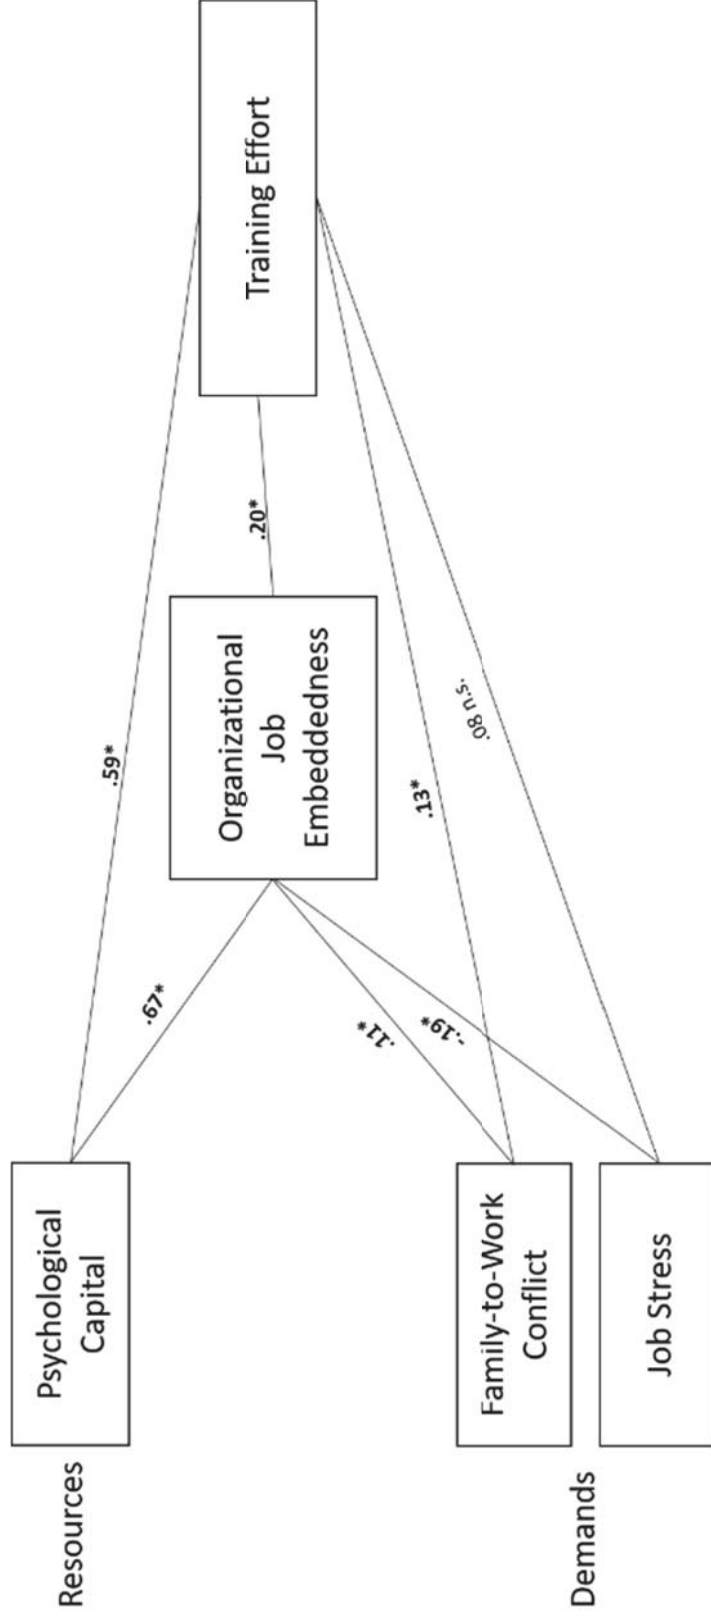 Resources
Psychological
Capital
.59*
.67*
Organizational
Job
Embeddedness
.20*
Training Effort
.11*
-.19*
.13*
.08 n.s.
Demands
Family-to-Work
Conflict
Job Stress